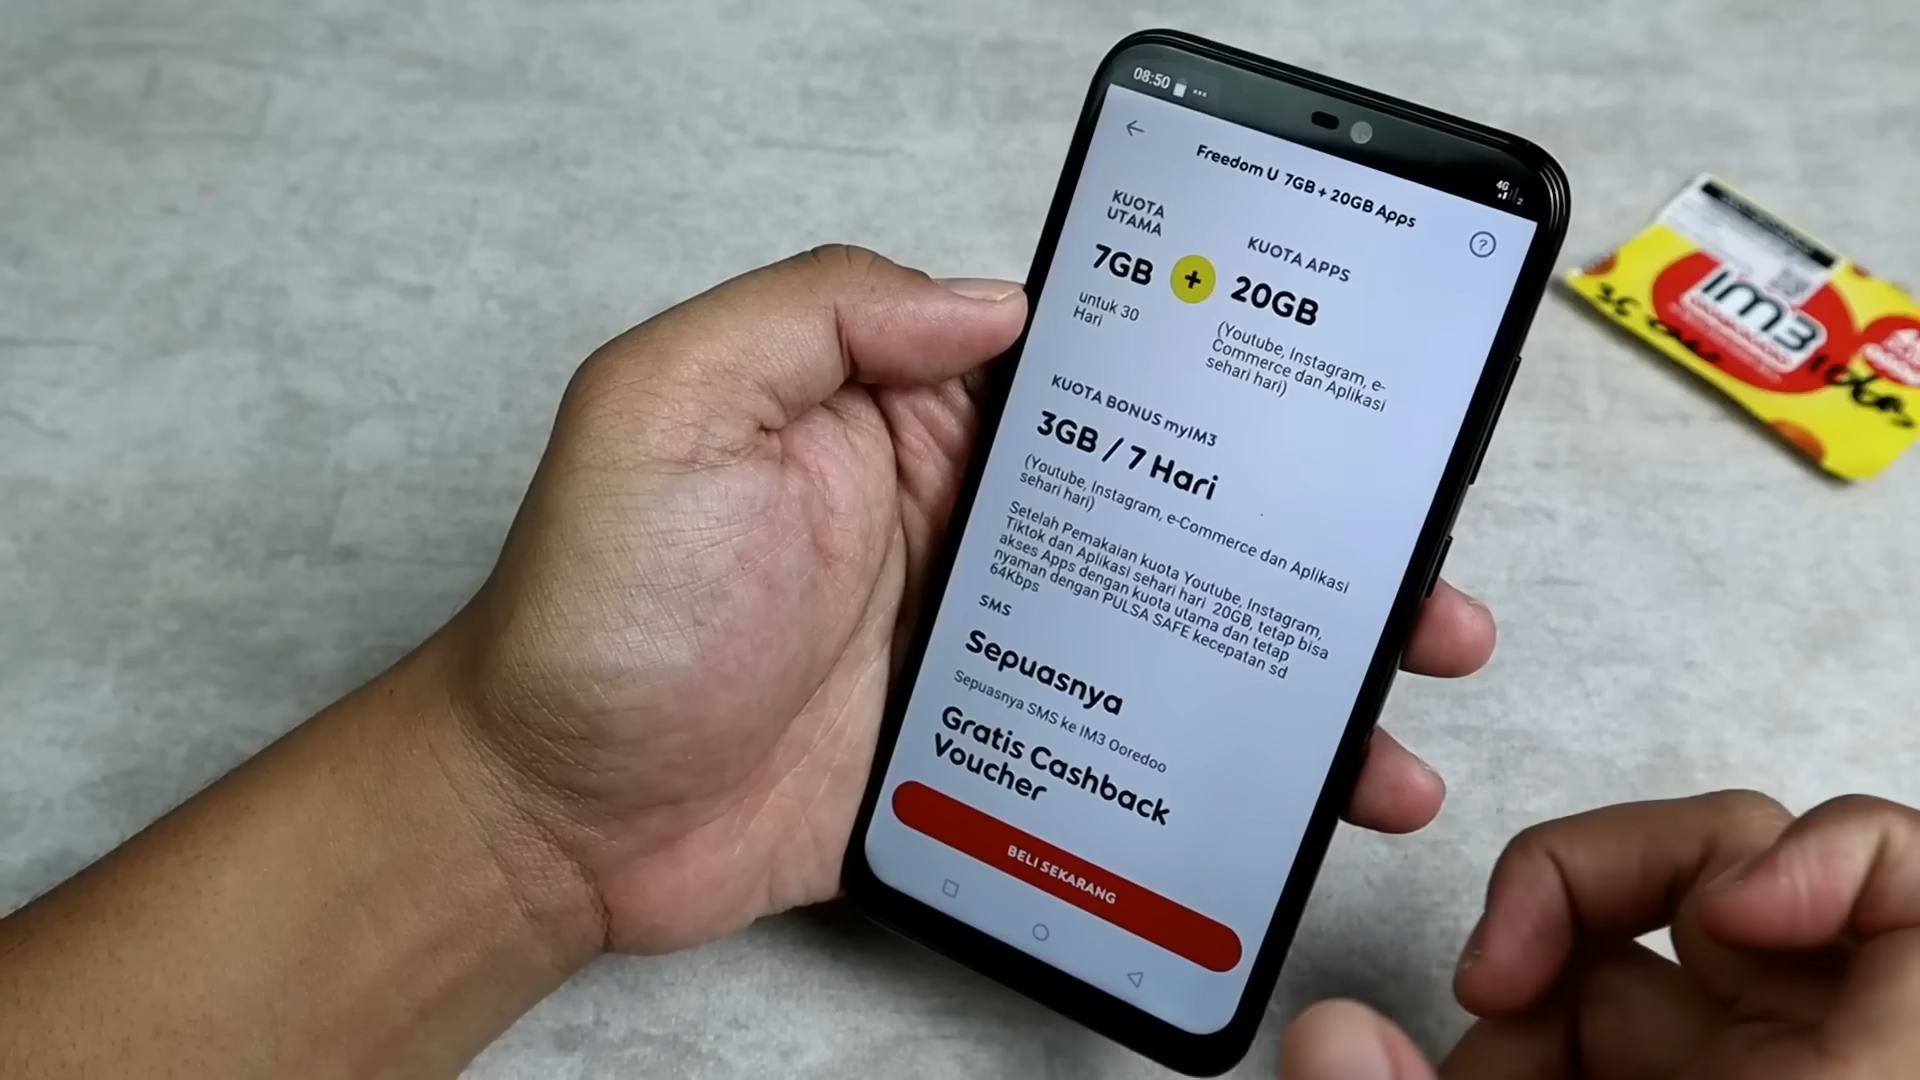 08:50
4G
2
Freedom U 7GB + 20GB Apps
?
KUOTA
UTAMA
7GB
untuk 30
Hari
+
KUOTA APPS
20GB
(Youtube, Instagram, e-
Commerce dan Aplikasi
sehari hari)
KUOTA BONUS myIM3
3GB / 7 Hari
(Youtube, Instagram, e-Commerce dan Aplikasi
sehari hari)
Setelah Pemakaian kuota Youtube, Instagram,
Tiktok dan Aplikasi sehari hari 20GB, tetap bisa
akses Apps dengan kuota utama dan tetap
nyaman dengan PULSA SAFE kecepatan sd
64Kbps
SMS
Sepuasnya
Sepuasnya SMS ke IM3 Ooredoo
Gratis Cashback
Voucher
BELI SEKARANG
IM3